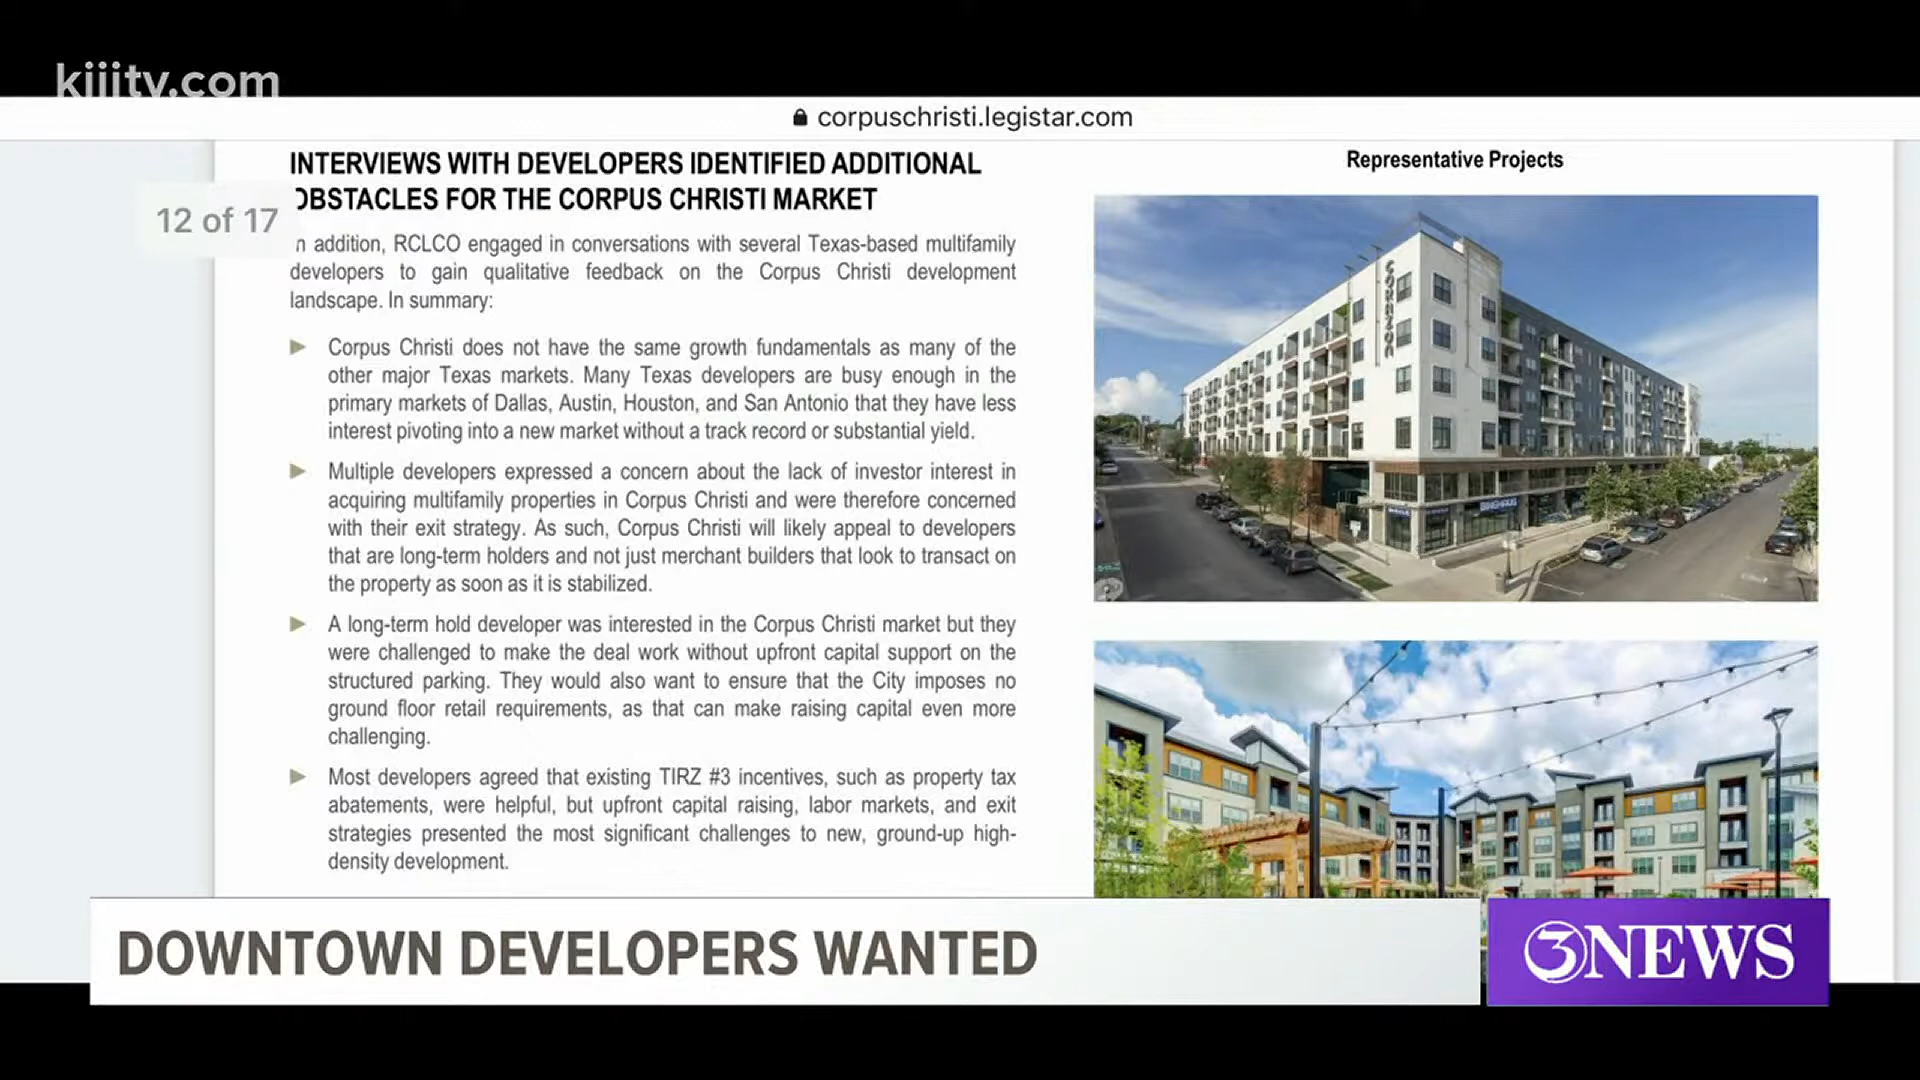 kiiitv.com
corpuschristi.legistar.com
INTERVIEWS WITH DEVELOPERS IDENTIFIED ADDITIONAL
OBSTACLES FOR THE CORPUS CHRISTI MARKET
12 of 17
n addition, RCLCO engaged in conversations with several Texas-based multifamily
developers to gain qualitative feedback on the Corpus Christi development
landscape. In summary:
Corpus Christi does not have the same growth fundamentals as many of the
other major Texas markets. Many Texas developers are busy enough in the
primary markets of Dallas, Austin, Houston, and San Antonio that they have less
interest pivoting into a new market without a track record or substantial yield.
Multiple developers expressed a concern about the lack of investor interest in
acquiring multifamily properties in Corpus Christi and were therefore concerned
with their exit strategy. As such, Corpus Christi will likely appeal to developers
that are long-term holders and not just merchant builders that look to transact on
the property as soon as it is stabilized.
A long-term hold developer was interested in the Corpus Christi market but they
were challenged to make the deal work without upfront capital support on the
structured parking. They would also want to ensure that the City imposes no
ground floor retail requirements, as that can make raising capital even more
challenging.
Most developers agreed that existing TIRZ #3 incentives, such as property tax
abatements, were helpful, but upfront capital raising, labor markets, and exit
strategies presented the most significant challenges to new, ground-up high-
density development.
Representative Projects
CORAZON
DOWNTOWN DEVELOPERS WANTED
3NEWS